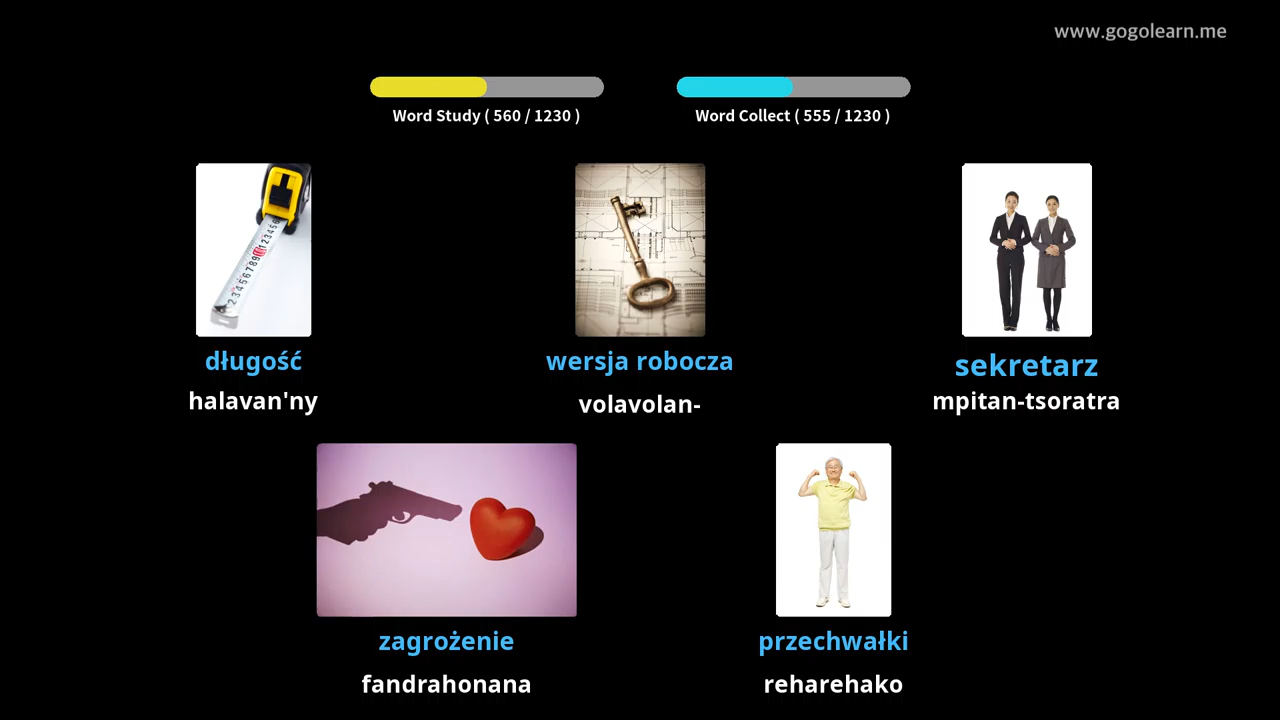 www.gogolearn.me
Word Study ( 560 / 1230 )
Word Collect ( 555 / 1230 )
długość
wersja robocza
sekretarz
halavan'ny
volavolan-
mpitan-tsoratra
zagrożenie
przechwałki
fandrahonana
reharehako